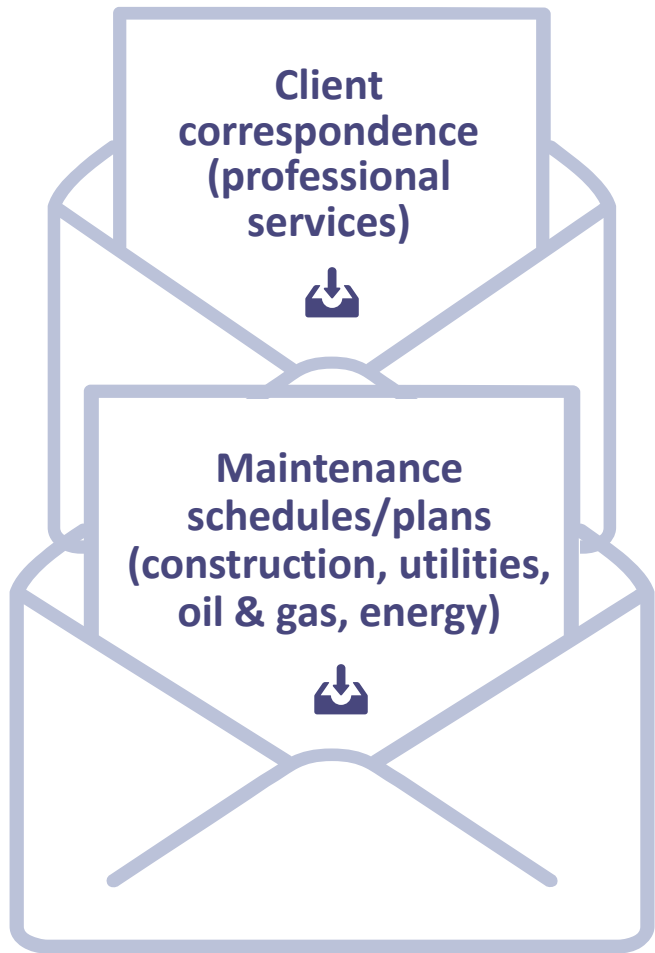 Client
correspondence
(professional
services)
Maintenance
schedules/plans
(construction, utilities,
oil & gas, energy)